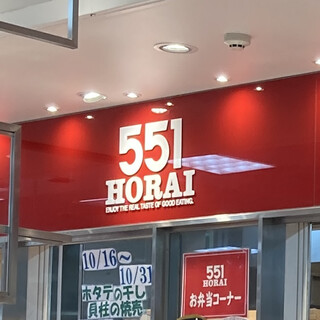 551
HORAI
ENJOY THE REAL TASTE OF GOOD EATING.
10/16〜
10/31
ホタテの干し
貝柱の焼売
551
HORAI
お弁当コーナー